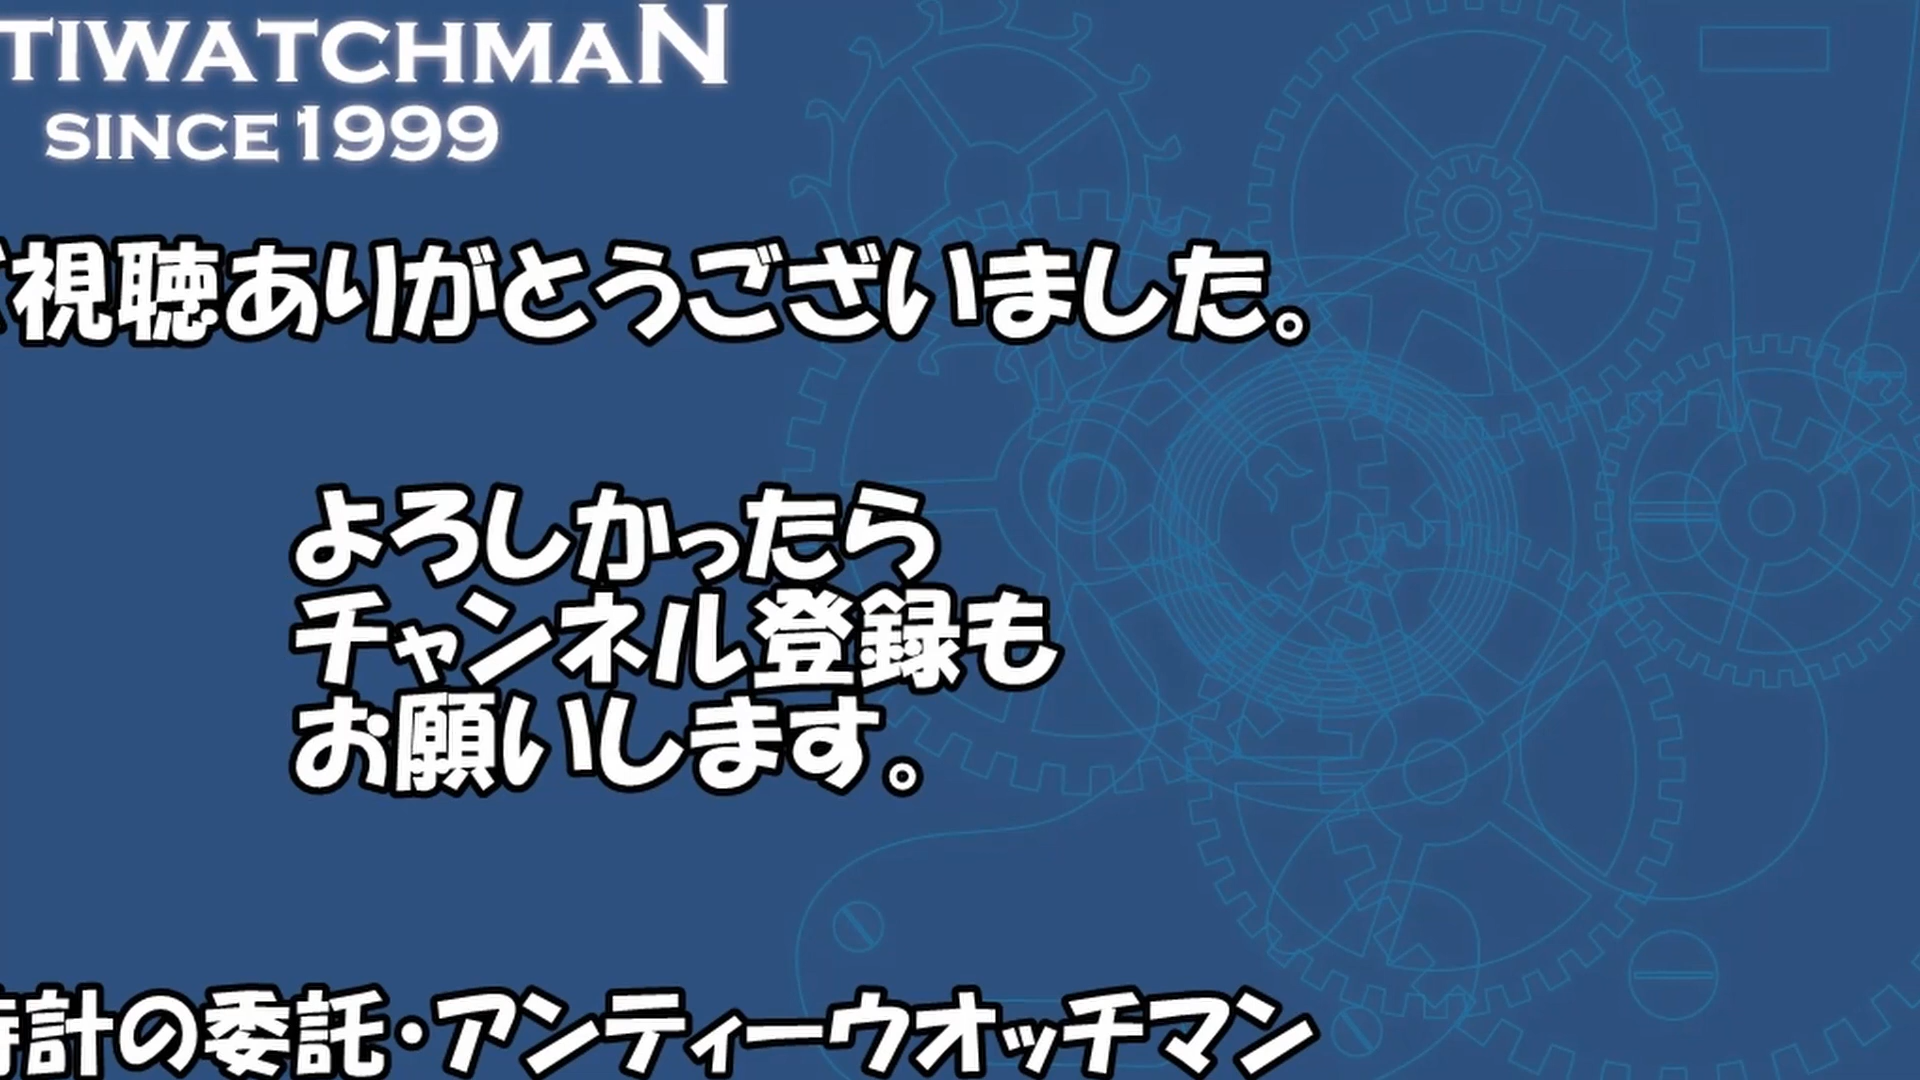 TIWATCHMAN
SINCE 1999
視聴ありがとうございました。
よろしかったら
チャンネル登録も
お願いします。
計の委託・アンティーウオッチマン